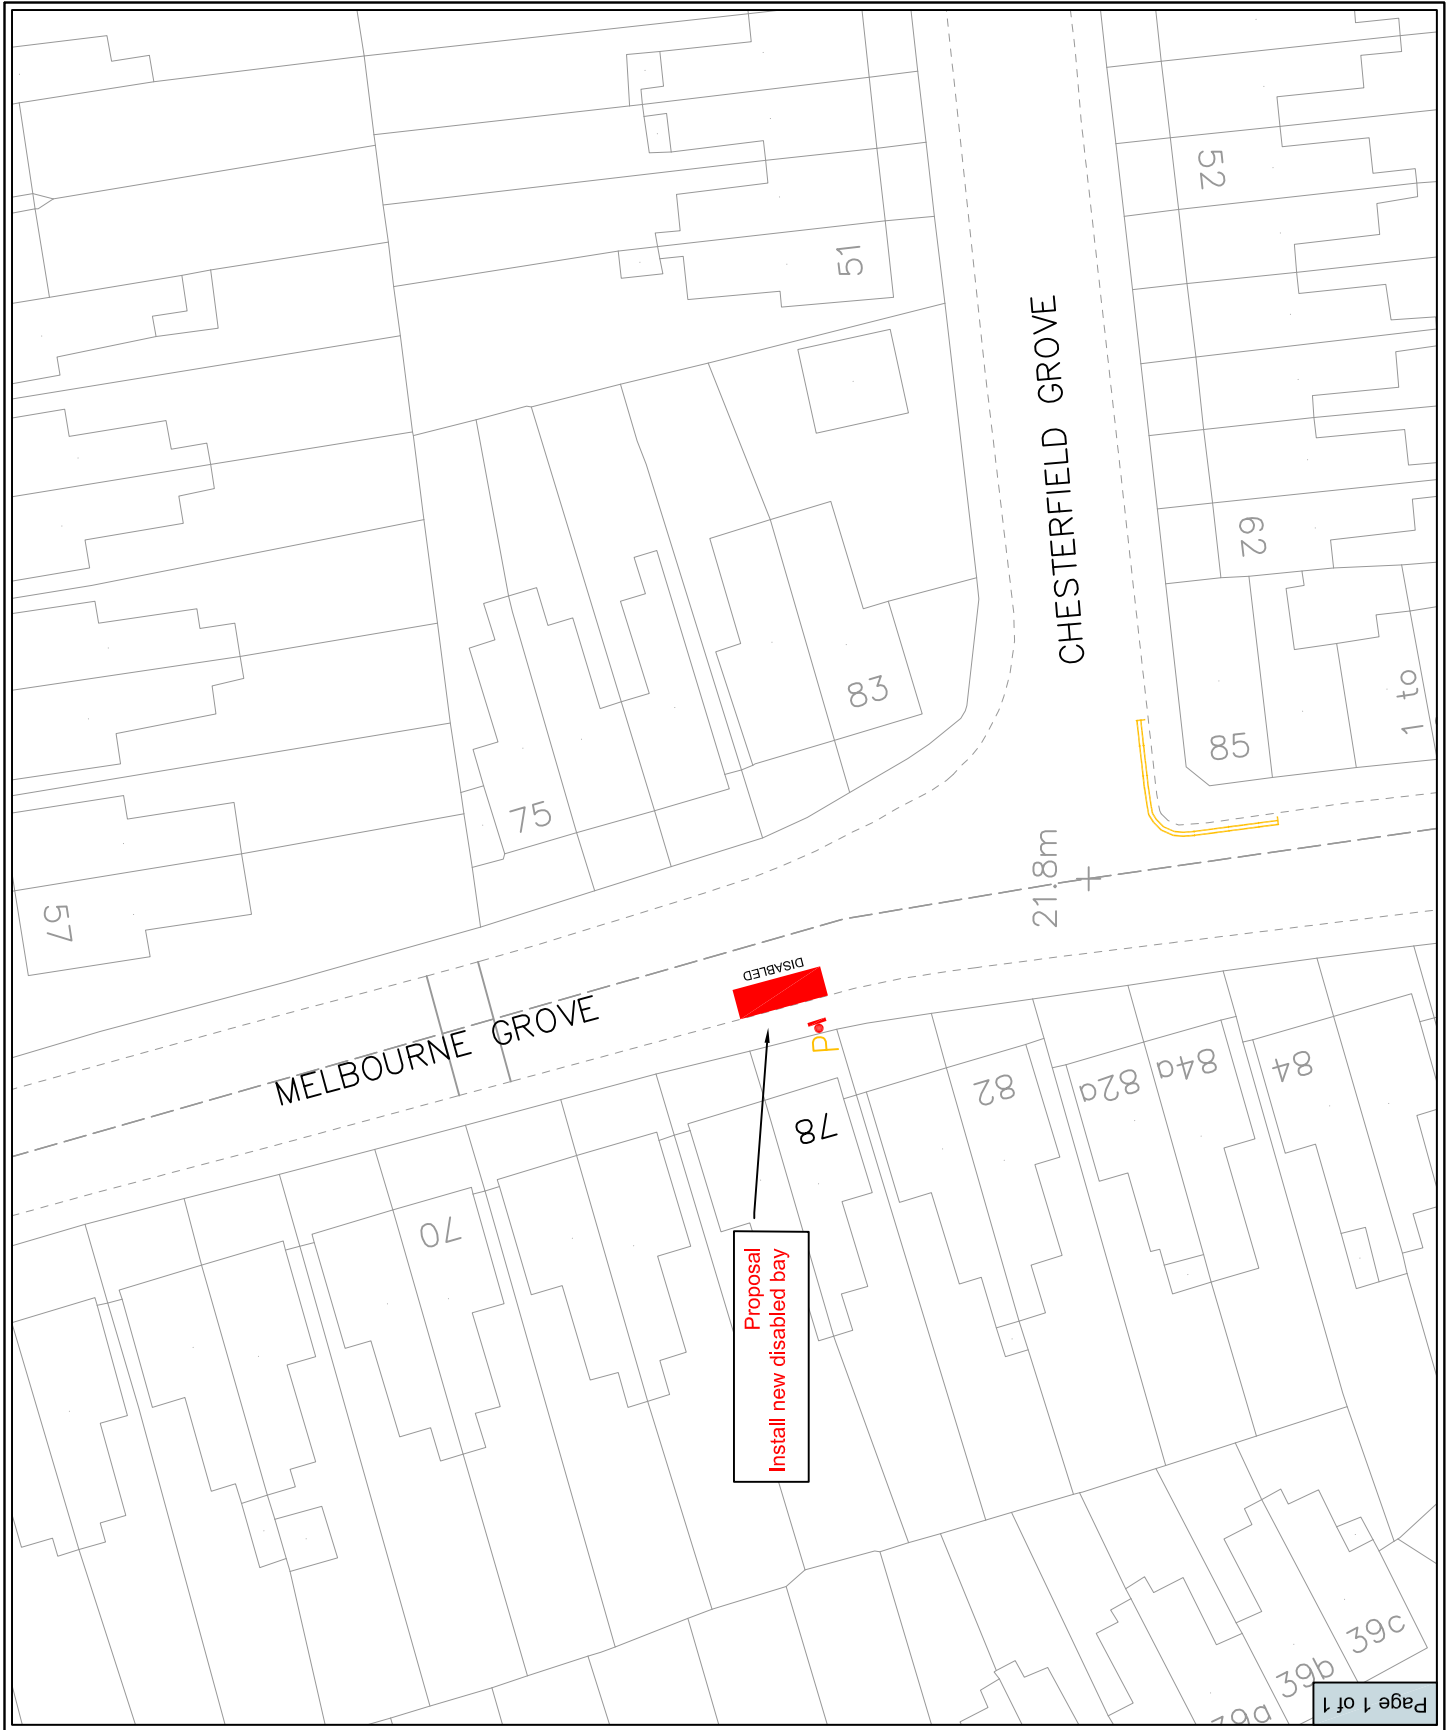 52
51
CHESTERFIELD GROVE
62
83
to
1
85
75
57
21.8m
DISABLED
MELBOURNE GROVE
P
78
82
82a
84a
84
70
Proposal
Install new disabled bay
39c
39b
39a
Page 1 of 1